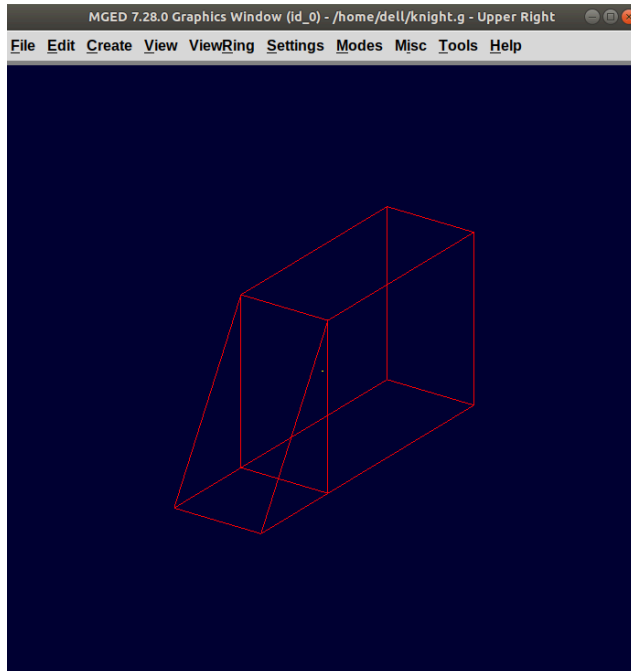 MGED 7.28.0 Graphics Window (id_0) - /home/dell/knight.g - Upper Right
File Edit Create View ViewRing Settings Modes Misc Tools Help